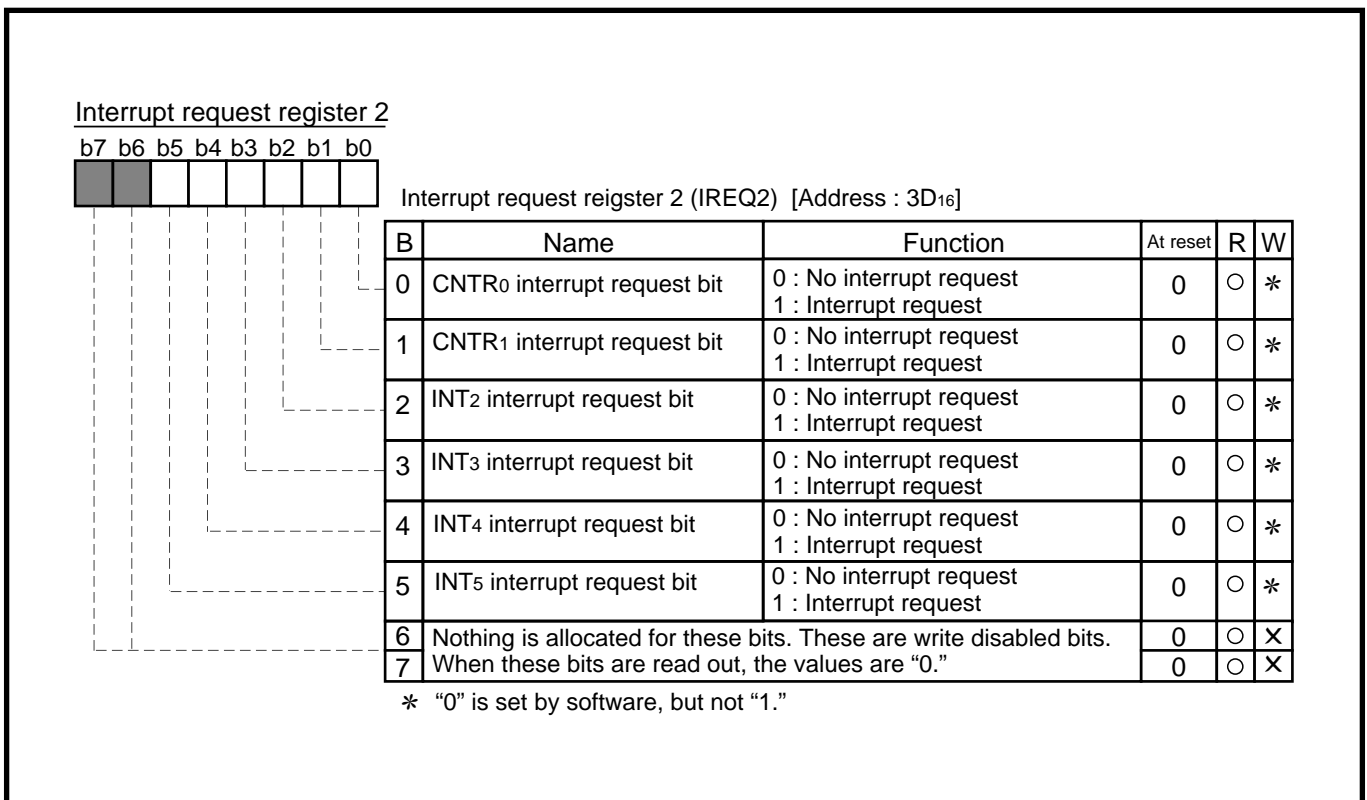 Interrupt request register 2
b7 b6 b5 b4 b3 b2 b1 b0
Interrupt request reigster 2 (IREQ2) [Address : 3D16]
B Name Function At reset R W
0 CNTR0 interrupt request bit 0 : No interrupt request 0 ○ *
1 : Interrupt request
1 CNTR1 interrupt request bit 0 : No interrupt request 0 ○ *
1 : Interrupt request
2 INT2 interrupt request bit 0 : No interrupt request 0 ○ *
1 : Interrupt request
3 INT3 interrupt request bit 0 : No interrupt request 0 ○ *
1 : Interrupt request
4 INT4 interrupt request bit 0 : No interrupt request 0 ○ *
1 : Interrupt request
5 INT5 interrupt request bit 0 : No interrupt request 0 ○ *
1 : Interrupt request
6 Nothing is allocated for these bits. These are write disabled bits. 0 ○ ×
7 When these bits are read out, the values are “0.” 0 ○ ×
* “0” is set by software, but not “1.”